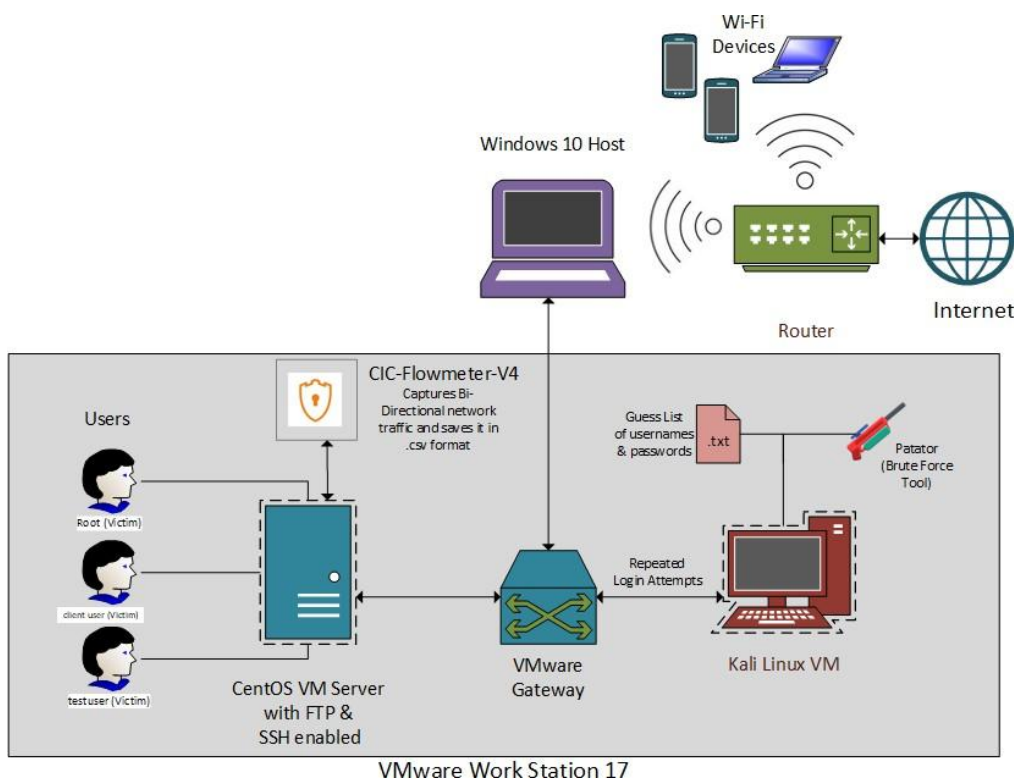 Wi-Fi
Devices
Windows 10 Host
Internet
Router
CIC-Flowmeter-V4
Captures Bi-
Directional network
traffic and saves it in
.csv format
Users
Guess List
of usernames
& passwords
.txt
Patator
(Brute Force
Tool)
Root (Victim)
client user (Victim)
testuser (Victim)
Repeated
Login Attempts
CentOS VM Server
with FTP &
SSH enabled
VMware
Gateway
Kali Linux VM
VMware Work Station 17